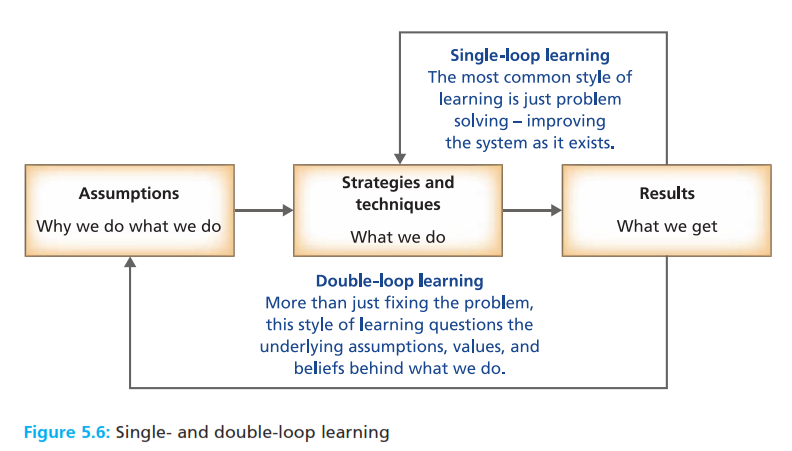 Single-loop learning
The most common style of
learning is just problem
solving – improving
the system as it exists.
Assumptions
Why we do what we do
Strategies and
techniques
What we do
Results
What we get
Double-loop learning
More than just fixing the problem,
this style of learning questions the
underlying assumptions, values, and
beliefs behind what we do.
Figure 5.6: Single- and double-loop learning